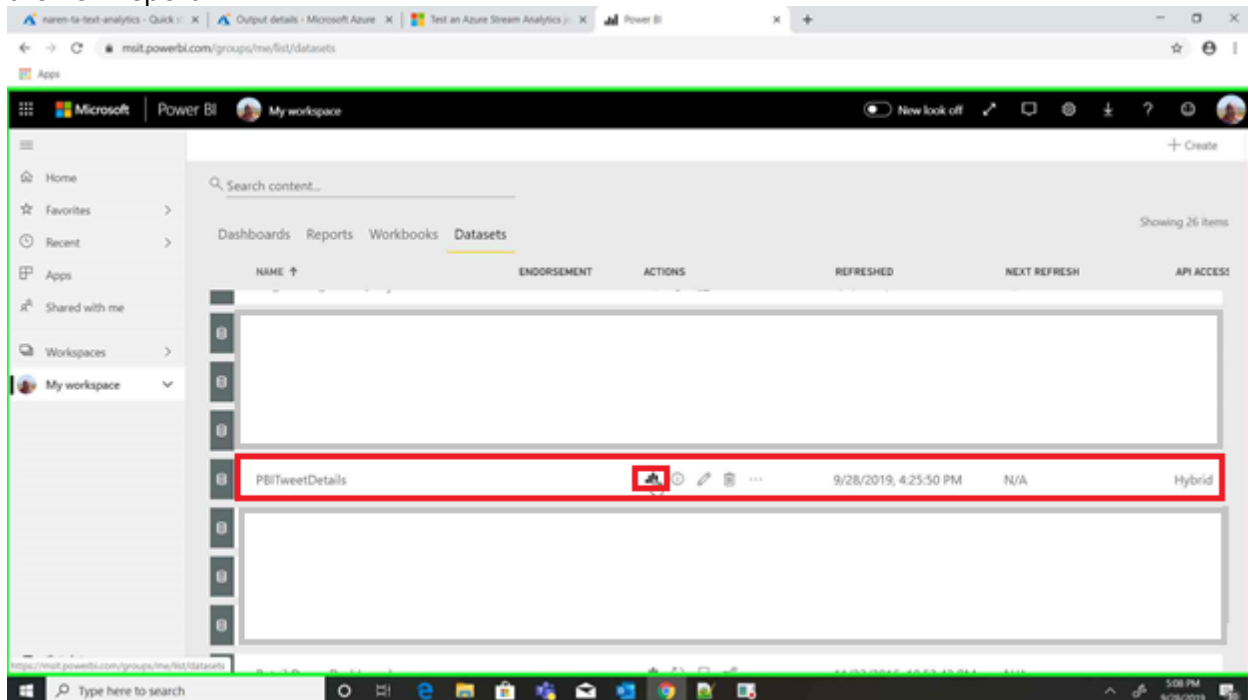 naren-ta-text-analytics - Quick
Output details - Microsoft Azure
Test an Azure Stream Analytics
Power BI
msit.powerbi.com/groups/me/list/datasets
Apps
Microsoft Power BI My workspace New look off
+ Create
Home
Search content...
Favorites
Showing 26 items
Recent
Dashboards Reports Workbooks Datasets
Apps
NAME ENDORSEMENT ACTIONS REFRESHED NEXT REFRESH API ACCESS
Shared with me
Workspaces
My workspace
PBITweetDetails 9/28/2019, 4:25:50 PM N/A Hybrid
https://msit.powerbi.com/groups/me/list/datasets
Type here to search
5:08 PM
9/28/2019